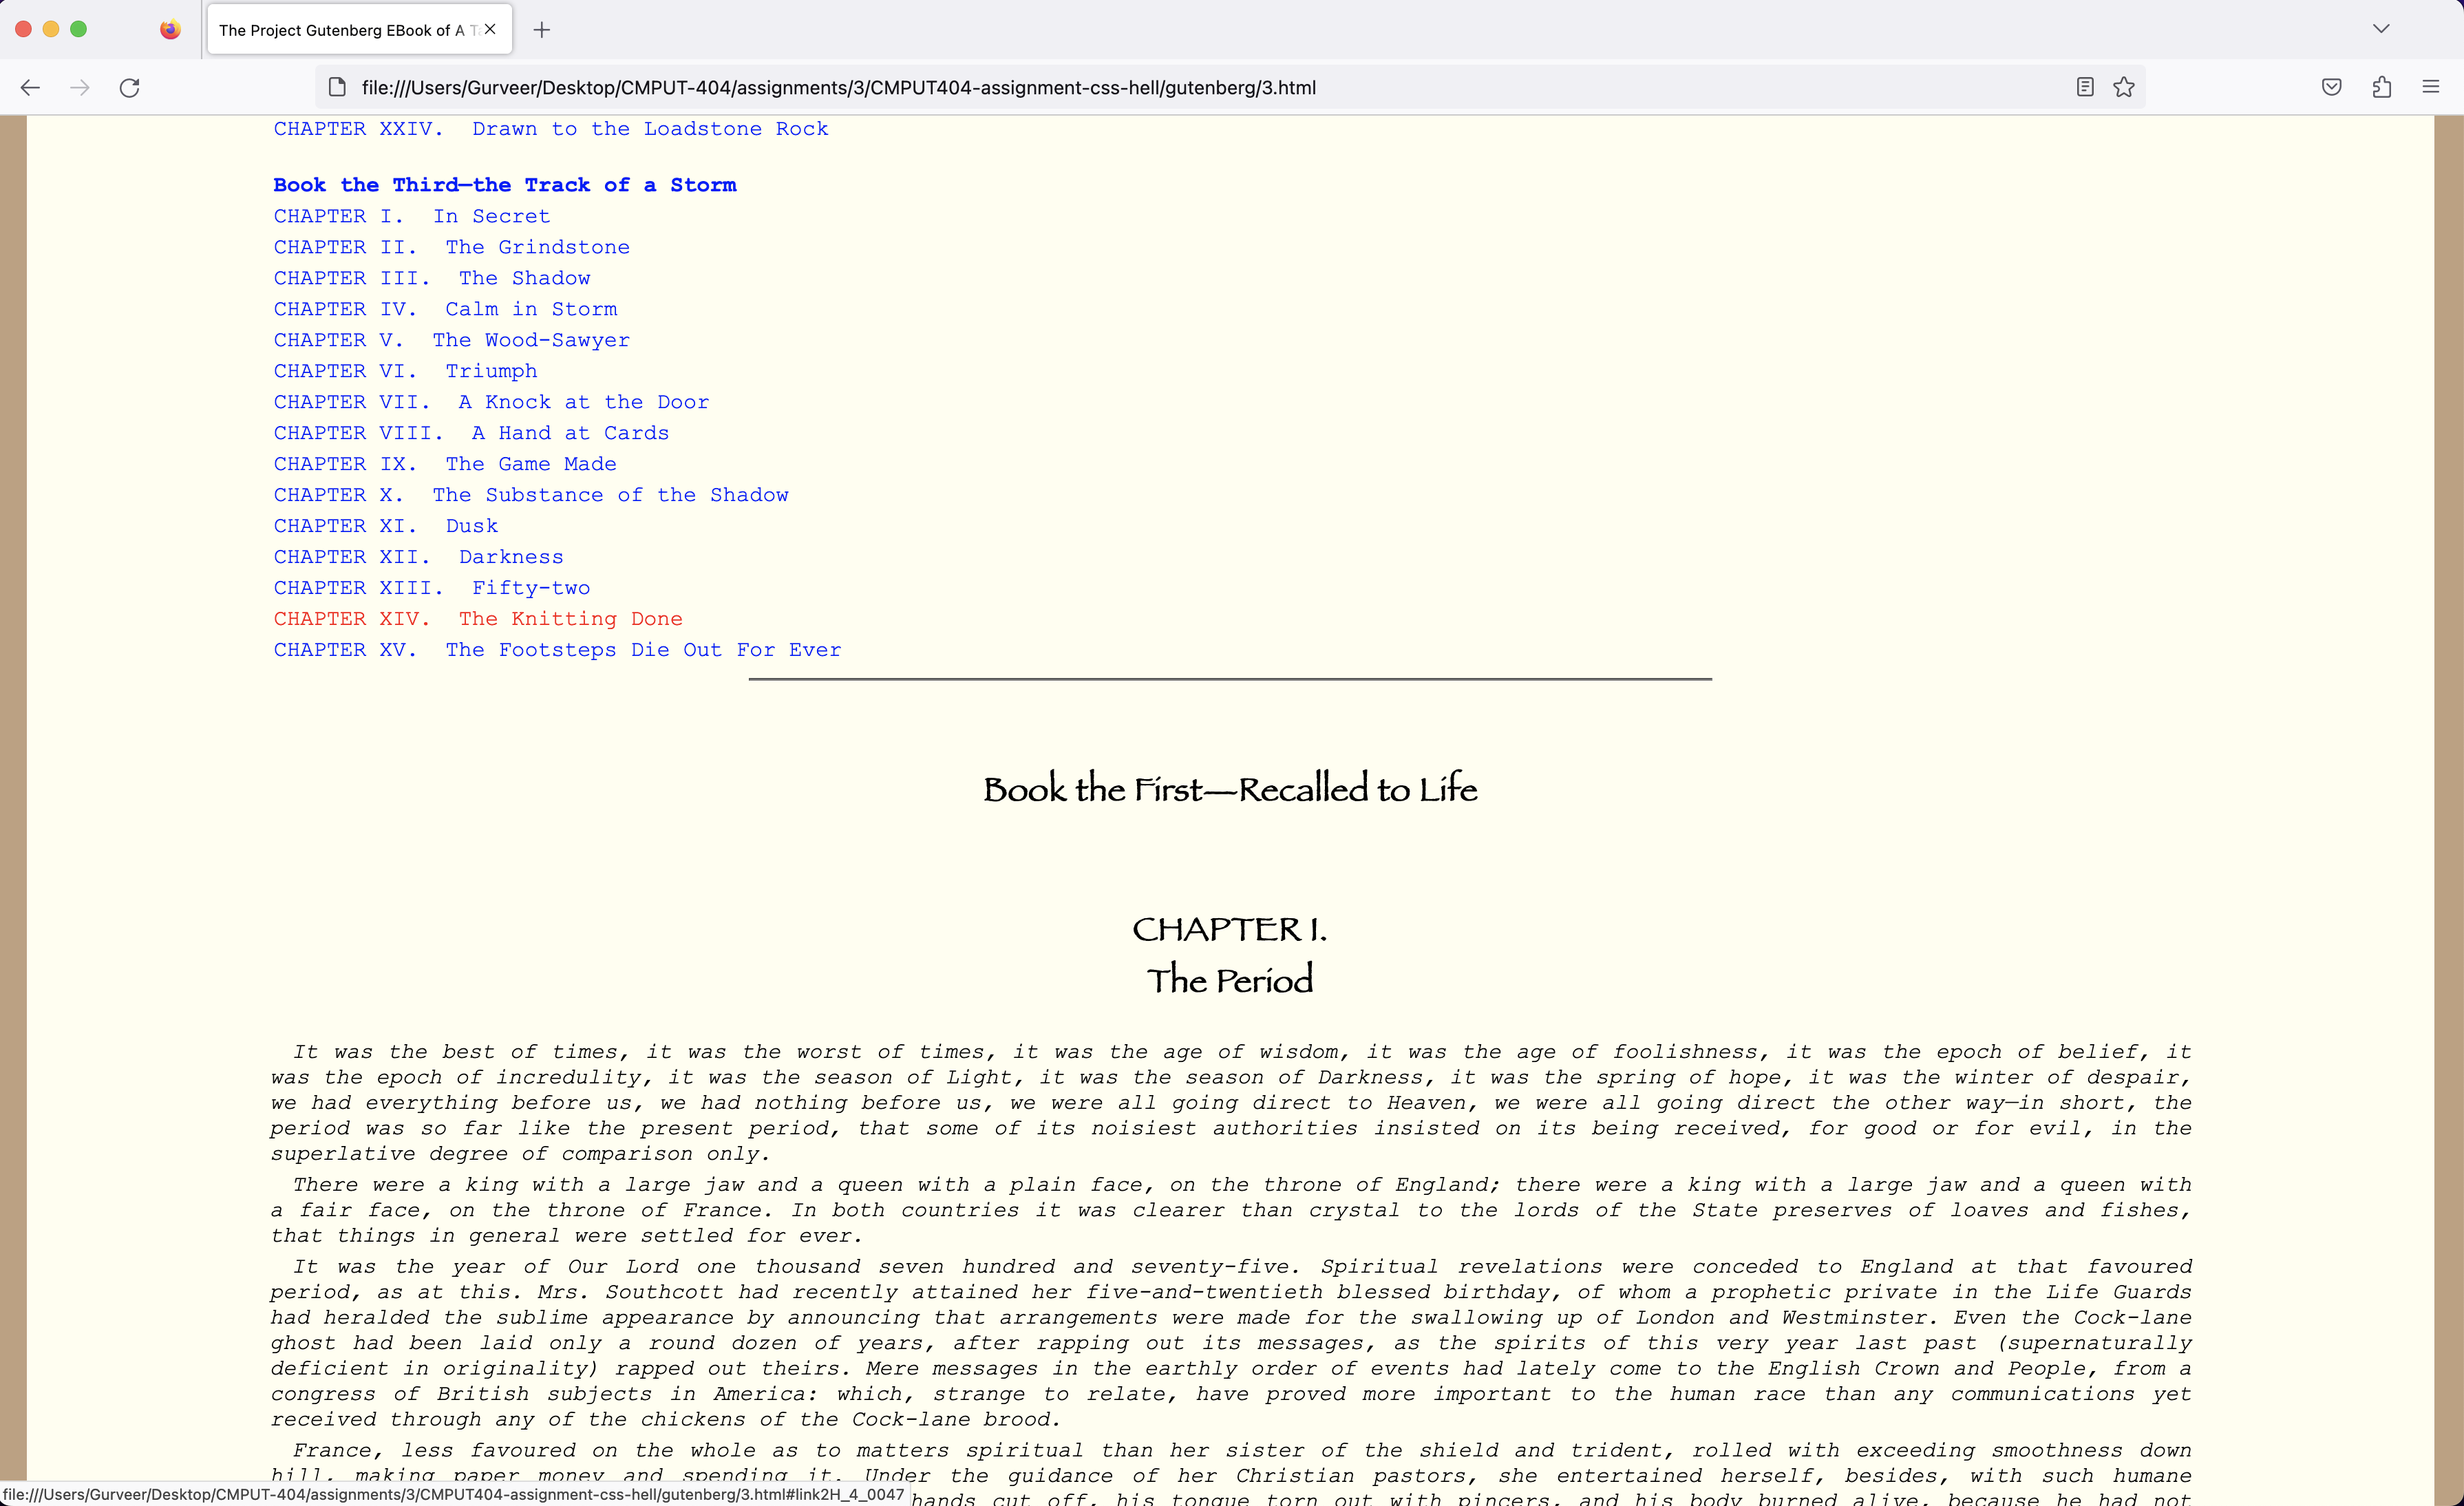 The Project Gutenberg EBook of A T
file:///Users/Gurveer/Desktop/CMPUT-404/assignments/3/CMPUT404-assignment-css-hell/gutenberg/3.html
CHAPTER XXIV. Drawn to the Loadstone Rock
Book the Third—the Track of a Storm
CHAPTER I. In Secret
CHAPTER II. The Grindstone
CHAPTER III. The Shadow
CHAPTER IV. Calm in Storm
CHAPTER V. The Wood-Sawyer
CHAPTER VI. Triumph
CHAPTER VII. A Knock at the Door
CHAPTER VIII. A Hand at Cards
CHAPTER IX. The Game Made
CHAPTER X. The Substance of the Shadow
CHAPTER XI. Dusk
CHAPTER XII. Darkness
CHAPTER XIII. Fifty-two
CHAPTER XIV. The Knitting Done
CHAPTER XV. The Footsteps Die Out For Ever
Book the First—Recalled to Life
CHAPTER I.
The Period
It was the best of times, it was the worst of times, it was the age of wisdom, it was the age of foolishness, it was the epoch of belief, it
was the epoch of incredulity, it was the season of Light, it was the season of Darkness, it was the spring of hope, it was the winter of despair,
we had everything before us, we had nothing before us, we were all going direct to Heaven, we were all going direct the other way—in short, the
period was so far like the present period, that some of its noisiest authorities insisted on its being received, for good or for evil, in the
superlative degree of comparison only.
There were a king with a large jaw and a queen with a plain face, on the throne of England; there were a king with a large jaw and a queen with
a fair face, on the throne of France. In both countries it was clearer than crystal to the lords of the State preserves of loaves and fishes,
that things in general were settled for ever.
It was the year of Our Lord one thousand seven hundred and seventy-five. Spiritual revelations were conceded to England at that favoured
period, as at this. Mrs. Southcott had recently attained her five-and-twentieth blessed birthday, of whom a prophetic private in the Life Guards
had heralded the sublime appearance by announcing that arrangements were made for the swallowing up of London and Westminster. Even the Cock-lane
ghost had been laid only a round dozen of years, after rapping out its messages, as the spirits of this very year last past (supernaturally
deficient in originality) rapped out theirs. Mere messages in the earthly order of events had lately come to the English Crown and People, from a
congress of British subjects in America: which, strange to relate, have proved more important to the human race than any communications yet
received through any of the chickens of the Cock-lane brood.
France, less favoured on the whole as to matters spiritual than her sister of the shield and trident, rolled with exceeding smoothness down
hill, making paper money and spending it. Under the guidance of her Christian pastors, she entertained herself, besides, with such humane
hands cut off, his tongue torn out with pincers, and his body burned alive, because he had not
file:///Users/Gurveer/Desktop/CMPUT-404/assignments/3/CMPUT404-assignment-css-hell/gutenberg/3.html#link2H_4_0047